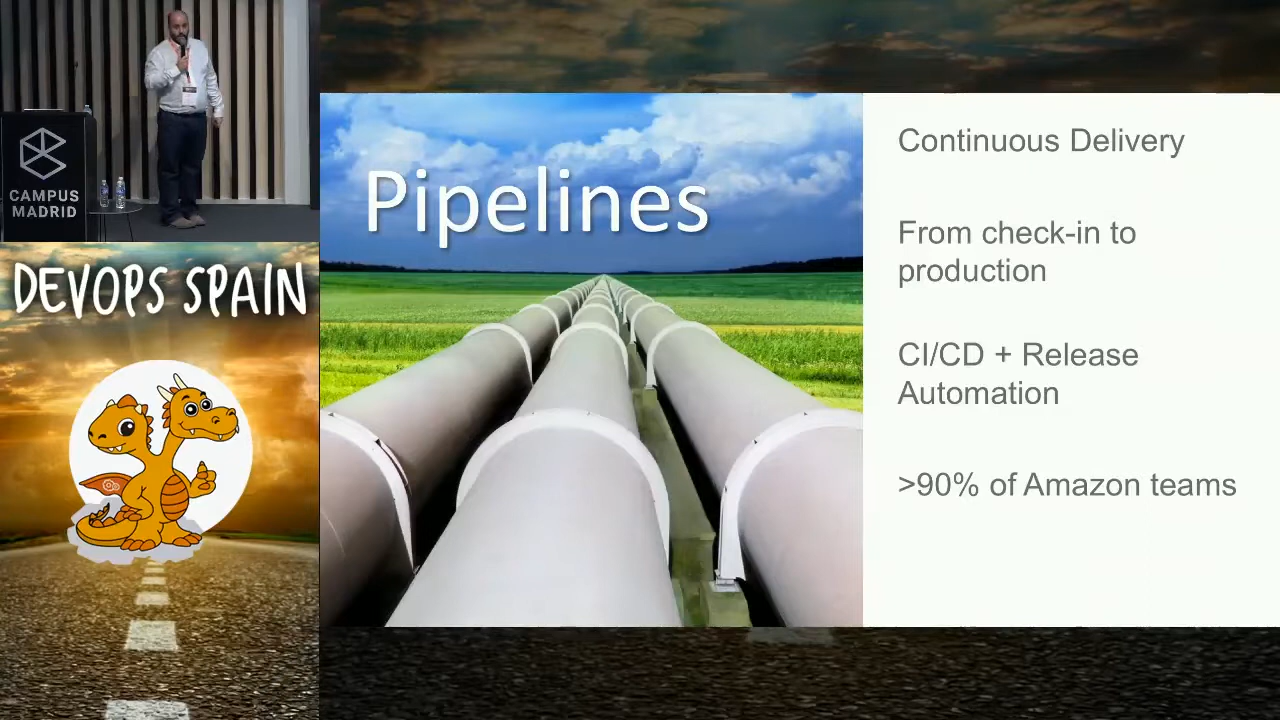 CAMPUS
MADRID
DEVOPS SPAIN
Pipelines
Continuous Delivery
From check-in to
production
CI/CD + Release
Automation
>90% of Amazon teams